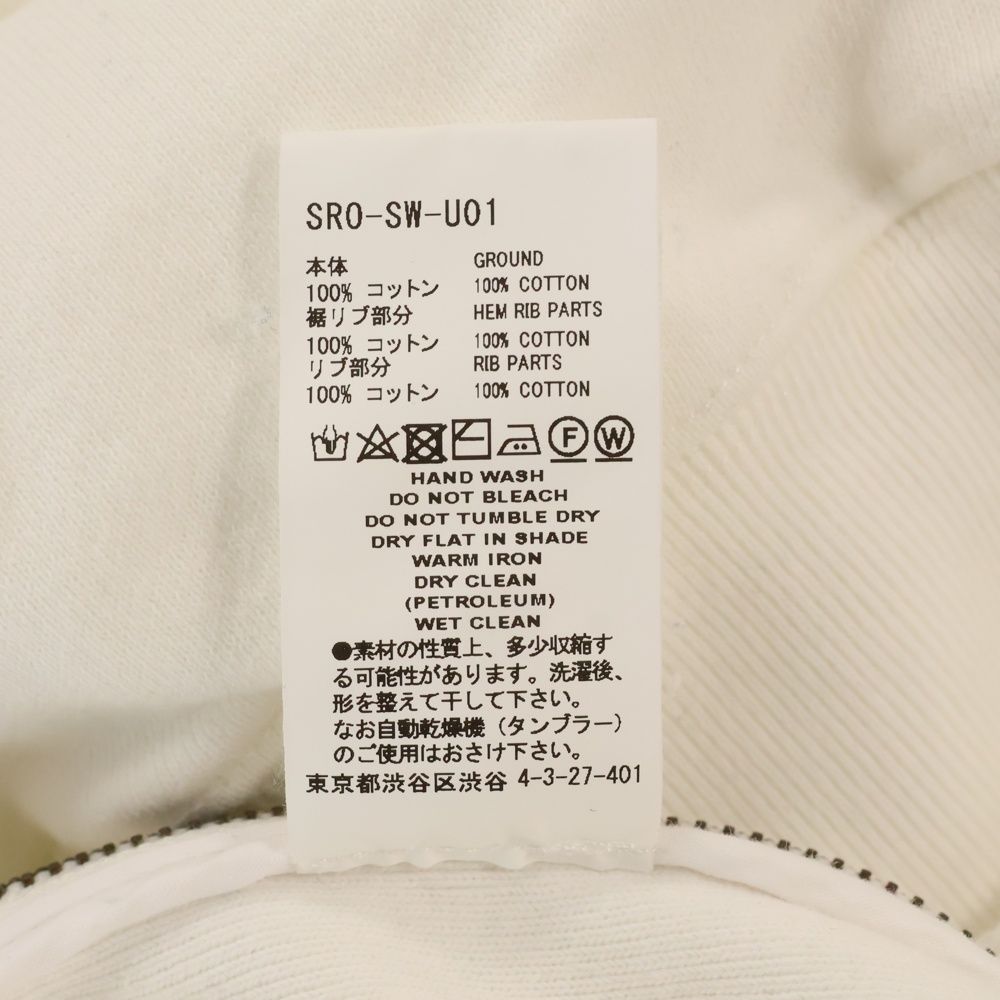 SRO-SW-U01
本体 GROUND
100% コットン 100% COTTON
裾リブ部分 HEM RIB PARTS
100% コットン 100% COTTON
リブ部分 RIB PARTS
100% コットン 100% COTTON
F W
HAND WASH
DO NOT BLEACH
DO NOT TUMBLE DRY
DRY FLAT IN SHADE
WARM IRON
DRY CLEAN
(PETROLEUM)
WET CLEAN
●素材の性質上、多少収縮す
る可能性があります。洗濯後、
形を整えて干して下さい。
なお自動乾燥機（タンブラー）
のご使用はおさけ下さい。
東京都渋谷区渋谷 4-3-27-401